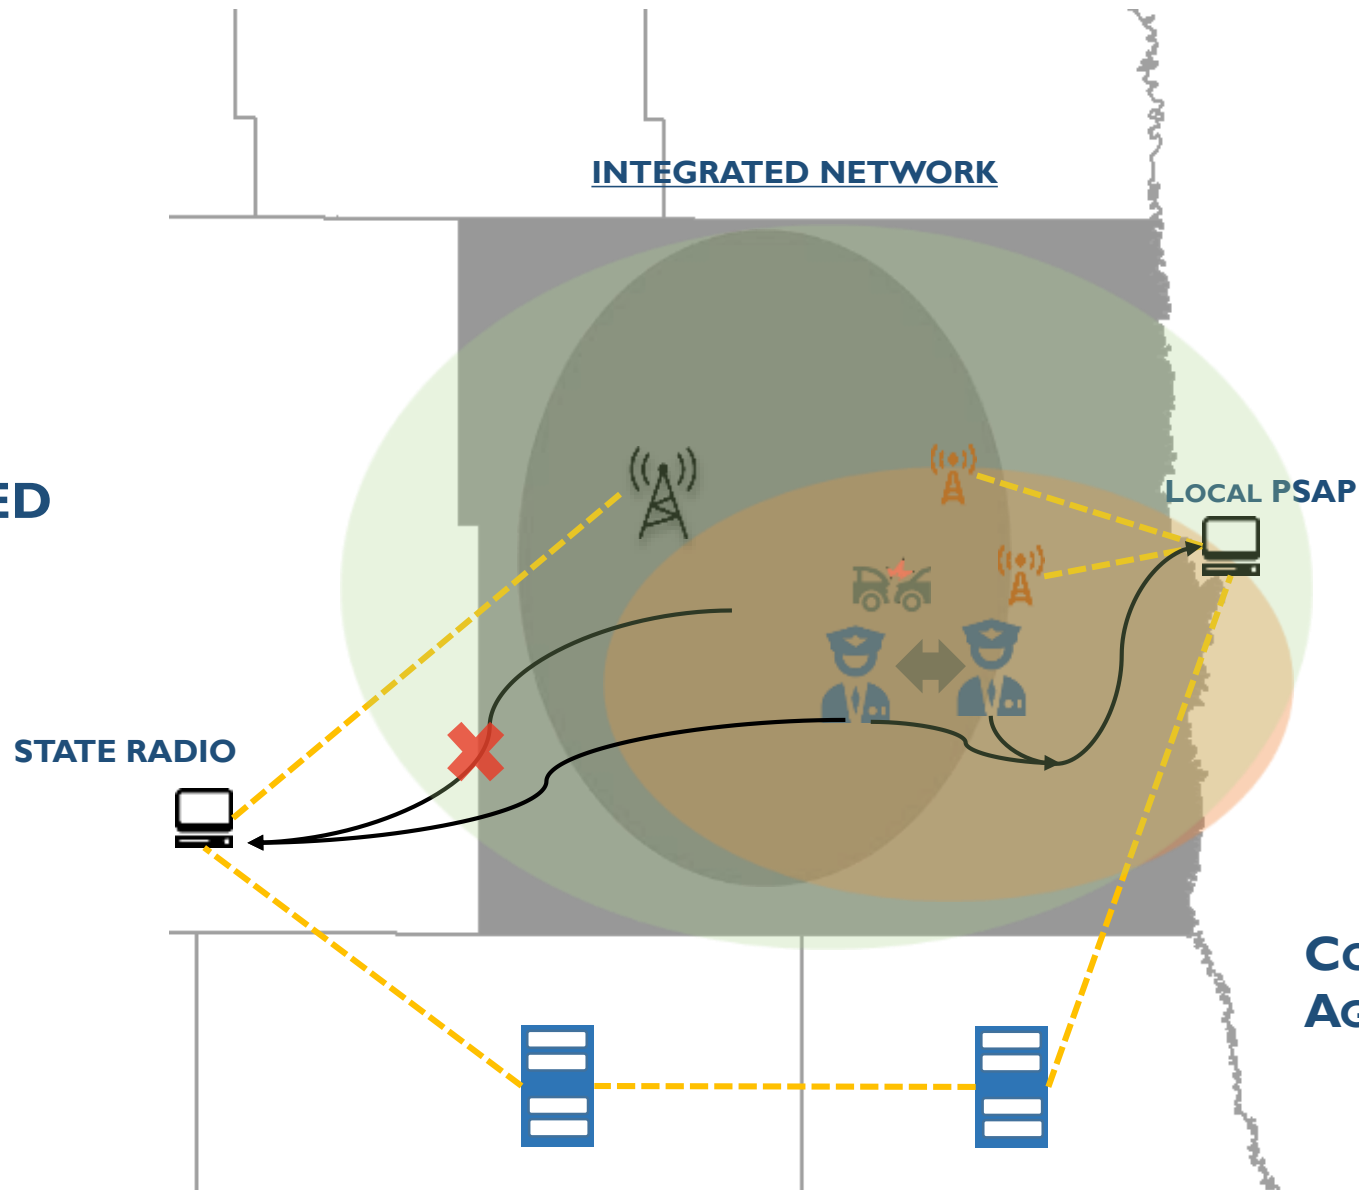 INTEGRATED NETWORK
ED
LOCAL PSAP
STATE RADIO
CO
AG